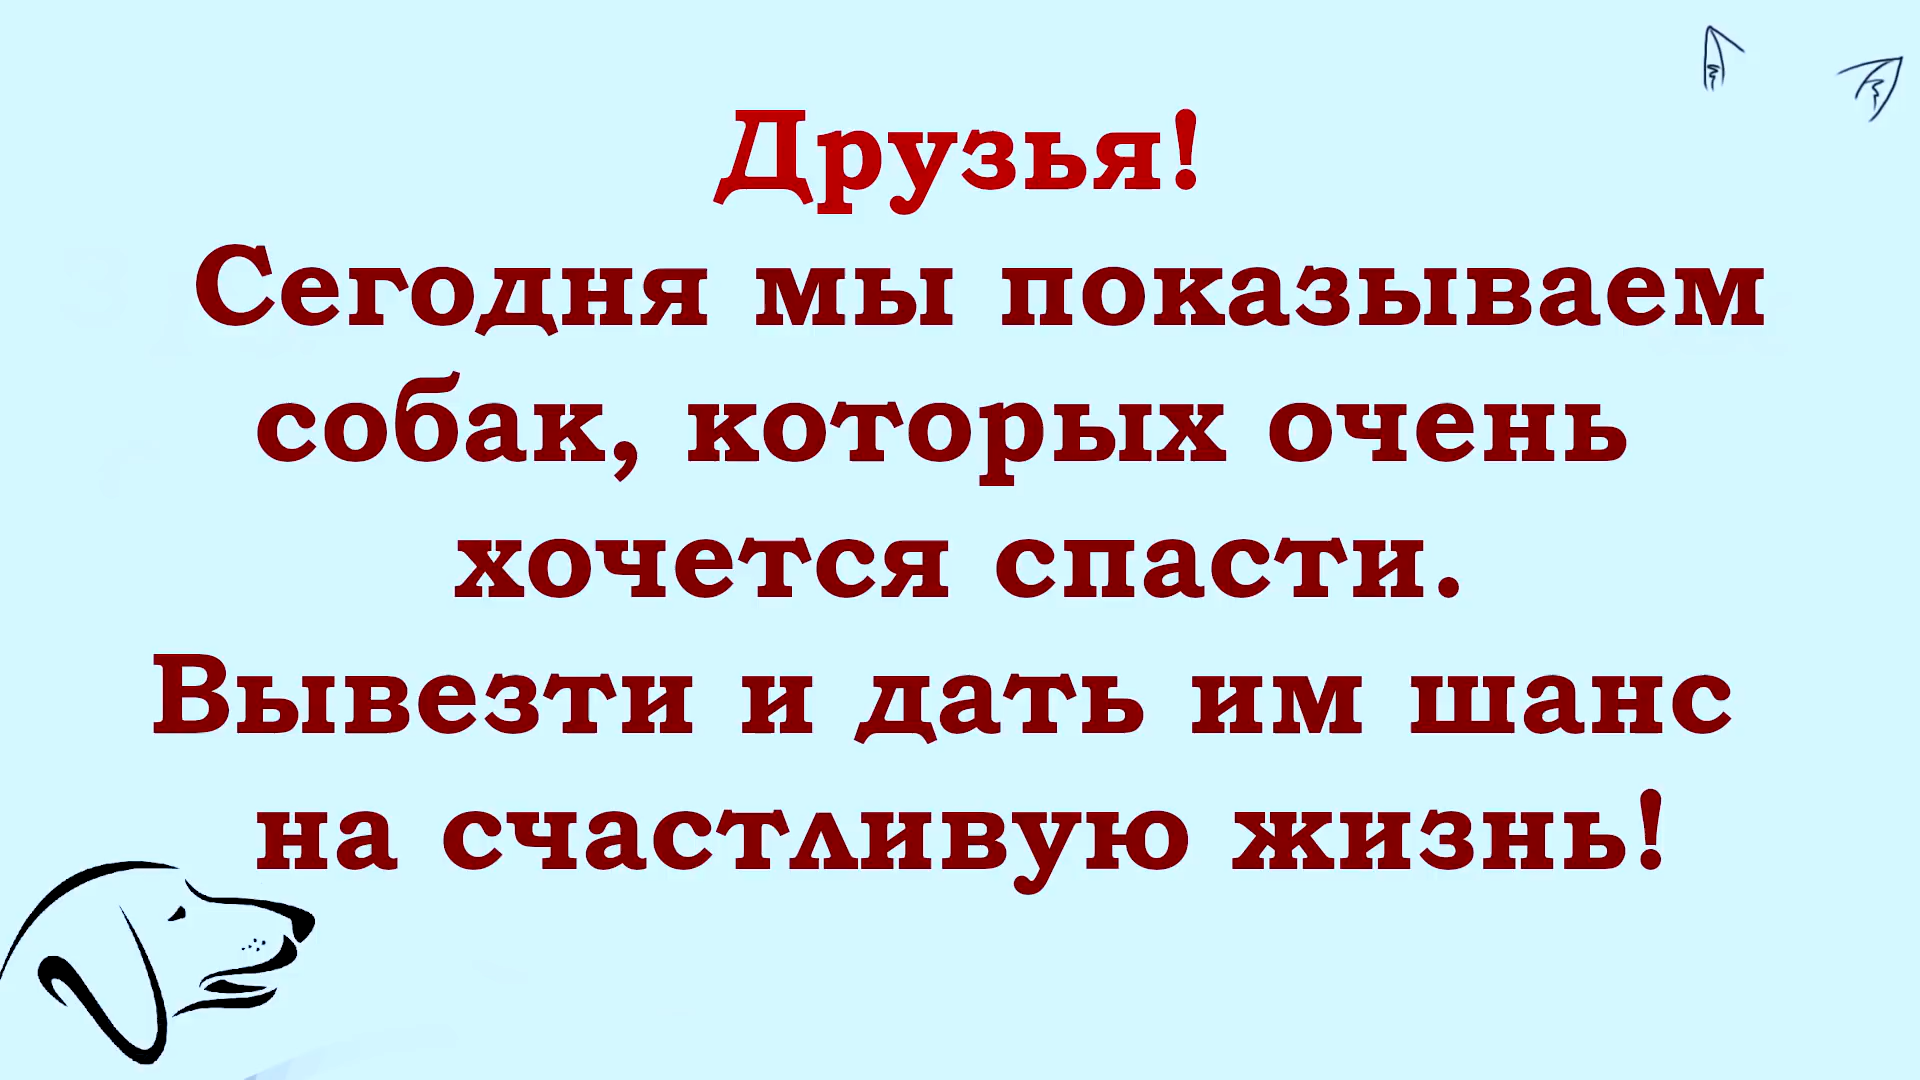 Друзья!
Сегодня мы показываем
собак, которых очень
хочется спасти.
Вывезти и дать им шанс
на счастливую жизнь!